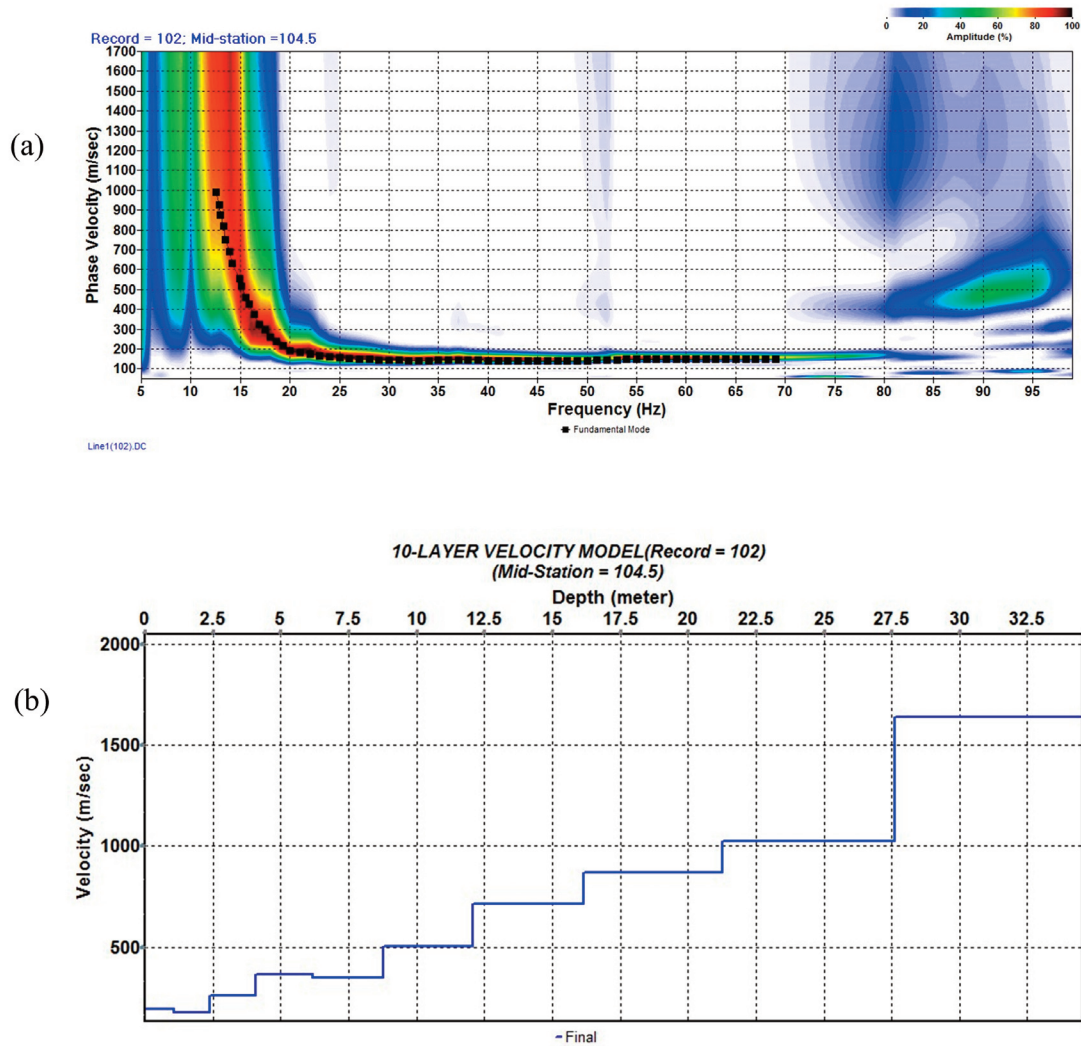 0 20 40 60 80 100
Amplitude (%)
Record = 102; Mid-station =104.5
(a)
Phase Velocity (m/sec)
1700
1600
1500
1400
1300
1200
1100
1000
900
800
700
600
500
400
300
200
100
5 10 15 20 25 30 35 40 45 50 55 60 65 70 75 80 85 90 95
Frequency (Hz)
Fundamental Mode
Line1(102).DC
10-LAYER VELOCITY MODEL(Record = 102)
(Mid-Station = 104.5)
Depth (meter)
0 2.5 5 7.5 10 12.5 15 17.5 20 22.5 25 27.5 30 32.5
(b)
Velocity (m/sec)
2000
1500
1000
500
Final